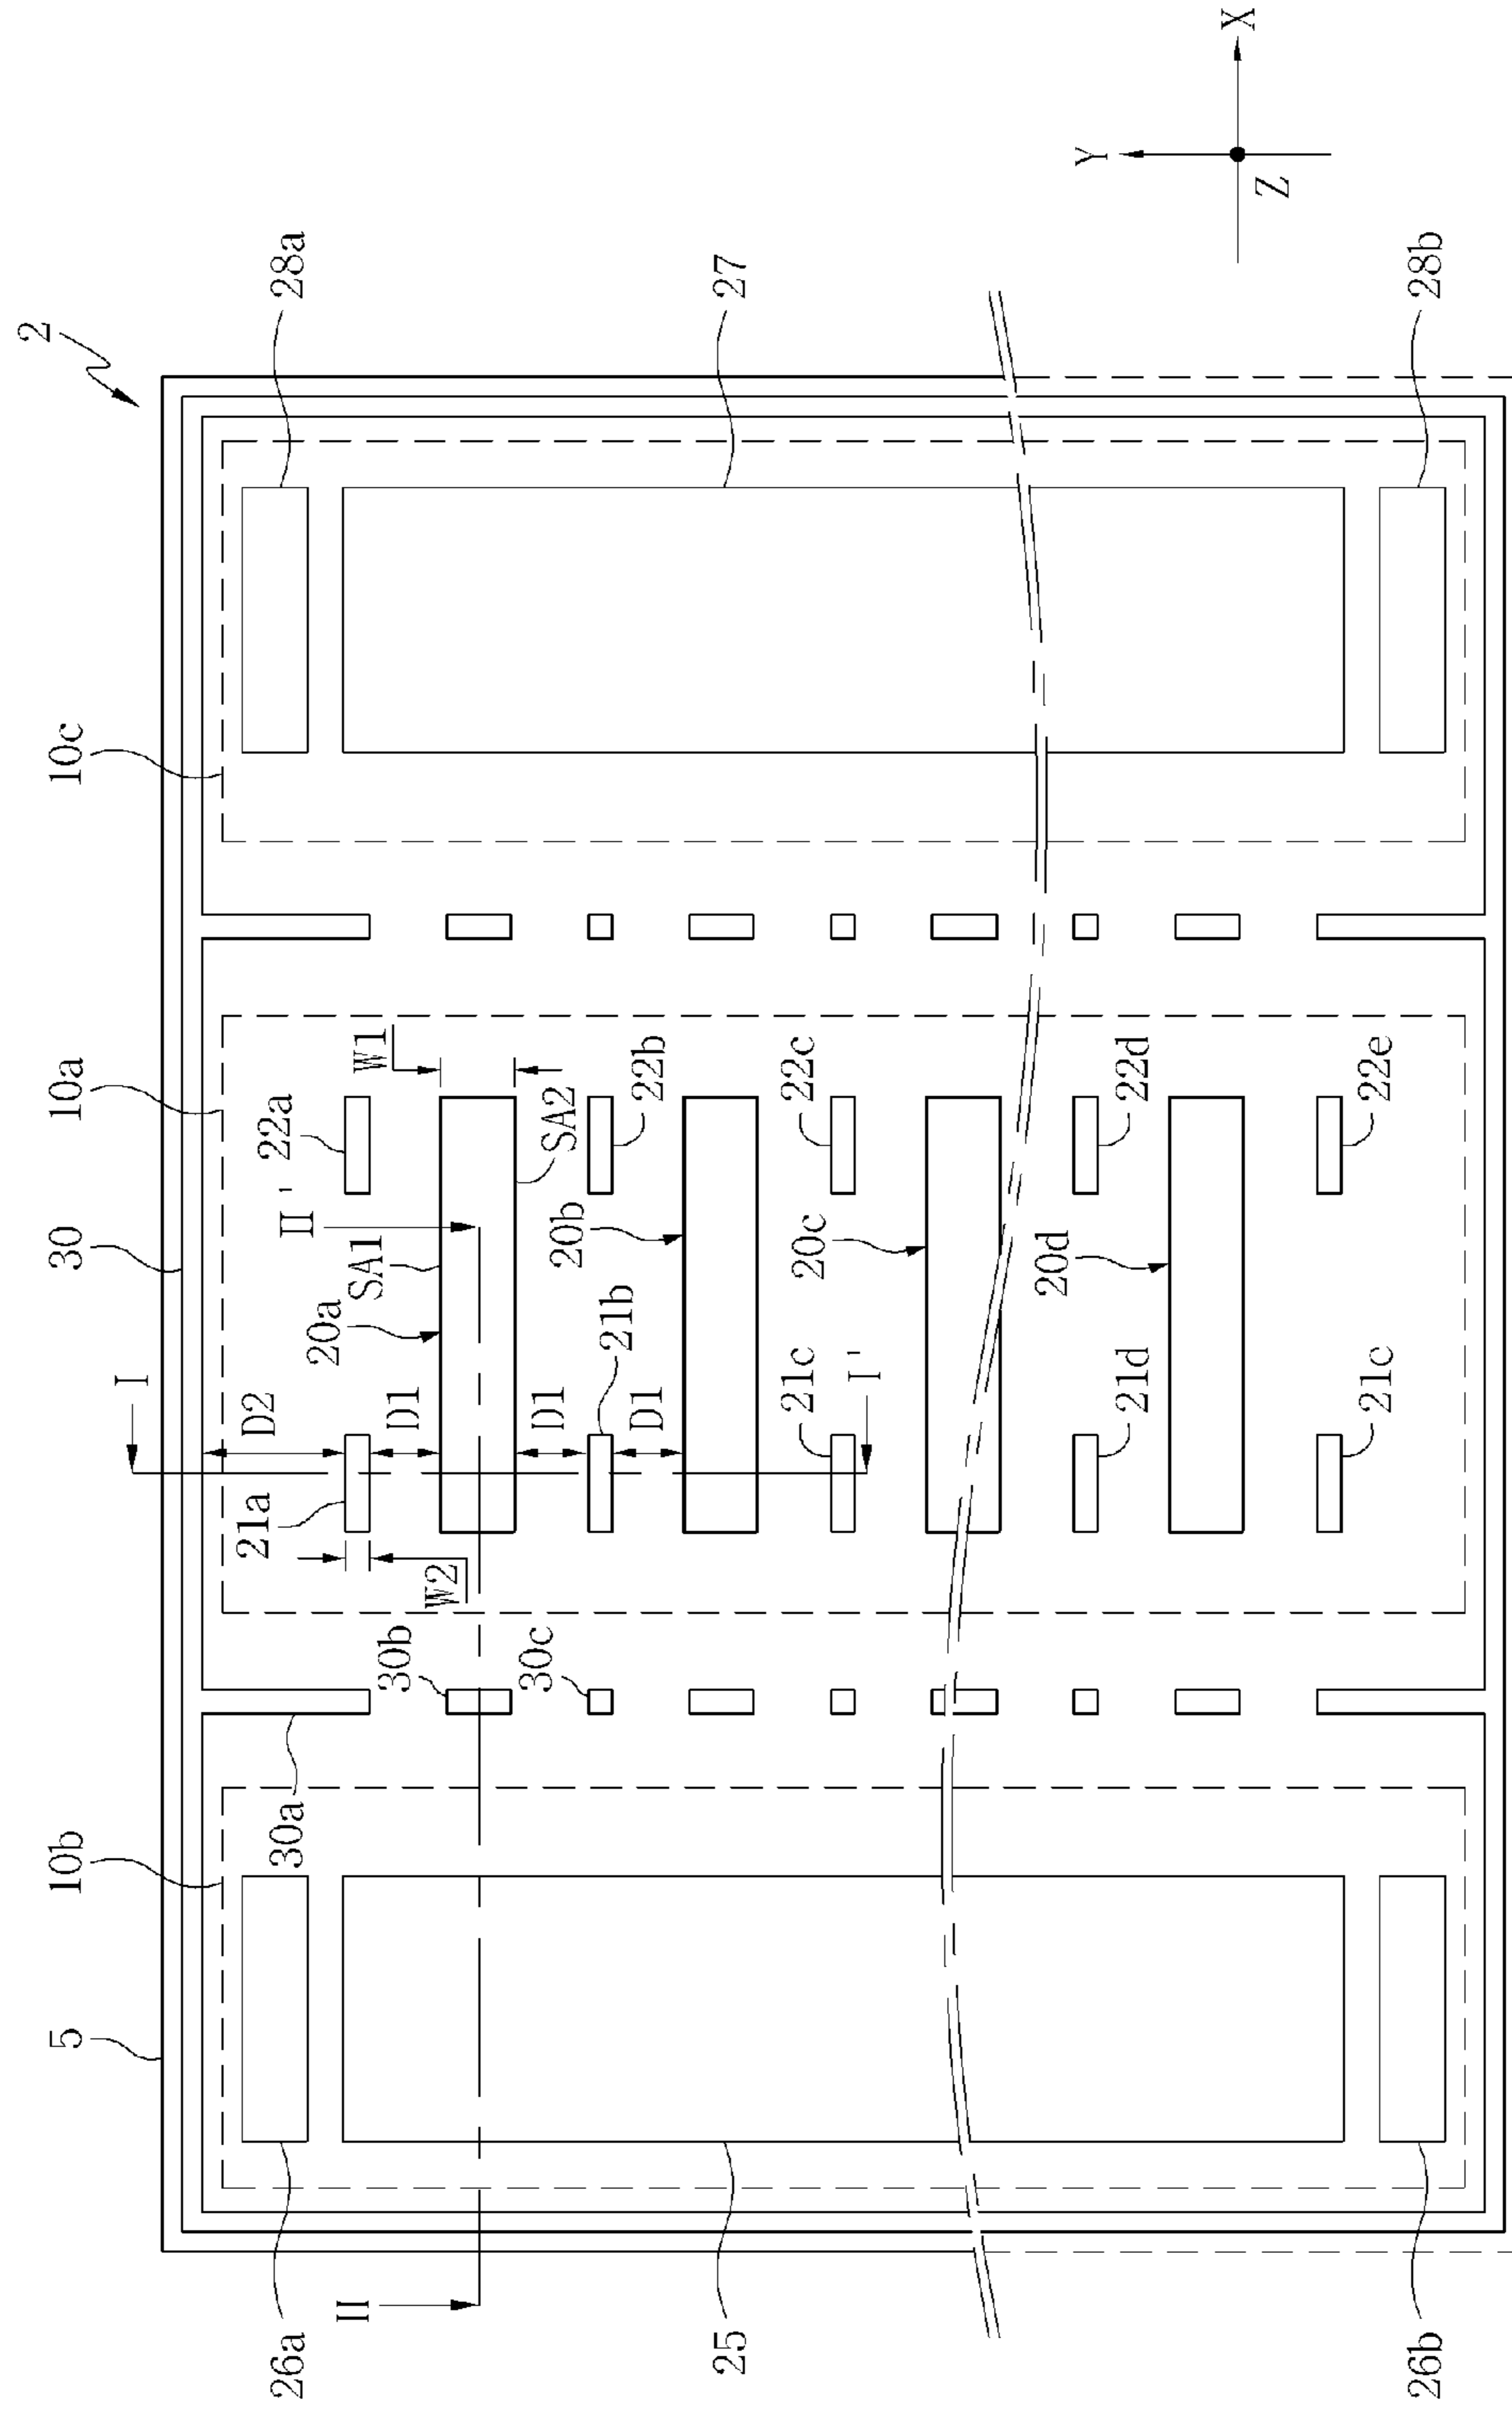 2
5
10b
30
10a
10c
I
21a
D2
22a
26a
30a
28a
II'
20a
II
SA1
W1
30b
D1
W2
30c
D1
SA2
20b
21b
D1
22b
25
27
21c
20c
22c
I'
20d
Y
21d
22d
X
Z
21c
22e
26b
28b